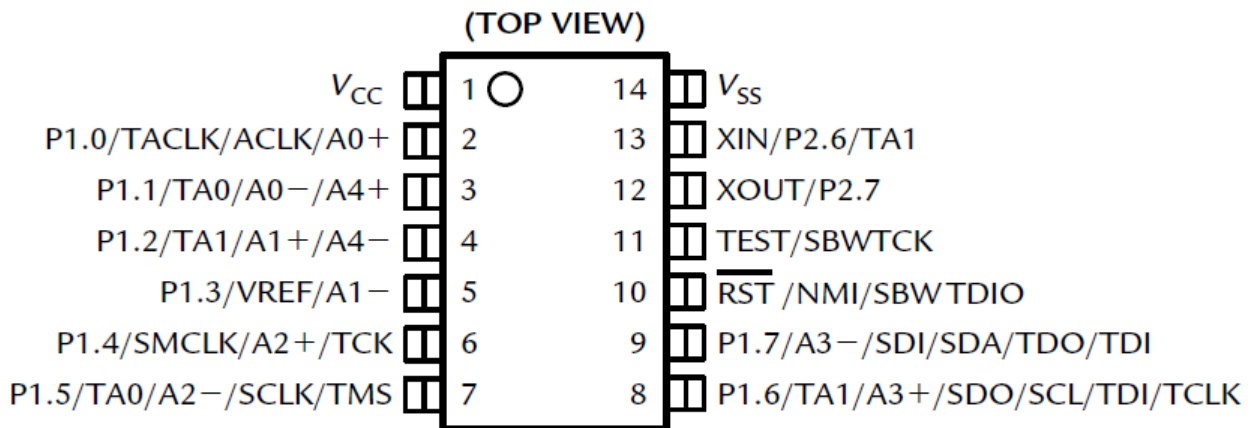 (TOP VIEW)
VCC 1 14 VSS
P1.0/TACLK/ACLK/A0+ 2 13 XIN/P2.6/TA1
P1.1/TA0/A0−/A4+ 3 12 XOUT/P2.7
P1.2/TA1/A1+/A4− 4 11 TEST/SBWTCK
P1.3/VREF/A1− 5 10 RST /NMI/SBW TDIO
P1.4/SMCLK/A2+/TCK 6 9 P1.7/A3−/SDI/SDA/TDO/TDI
P1.5/TA0/A2−/SCLK/TMS 7 8 P1.6/TA1/A3+/SDO/SCL/TDI/TCLK